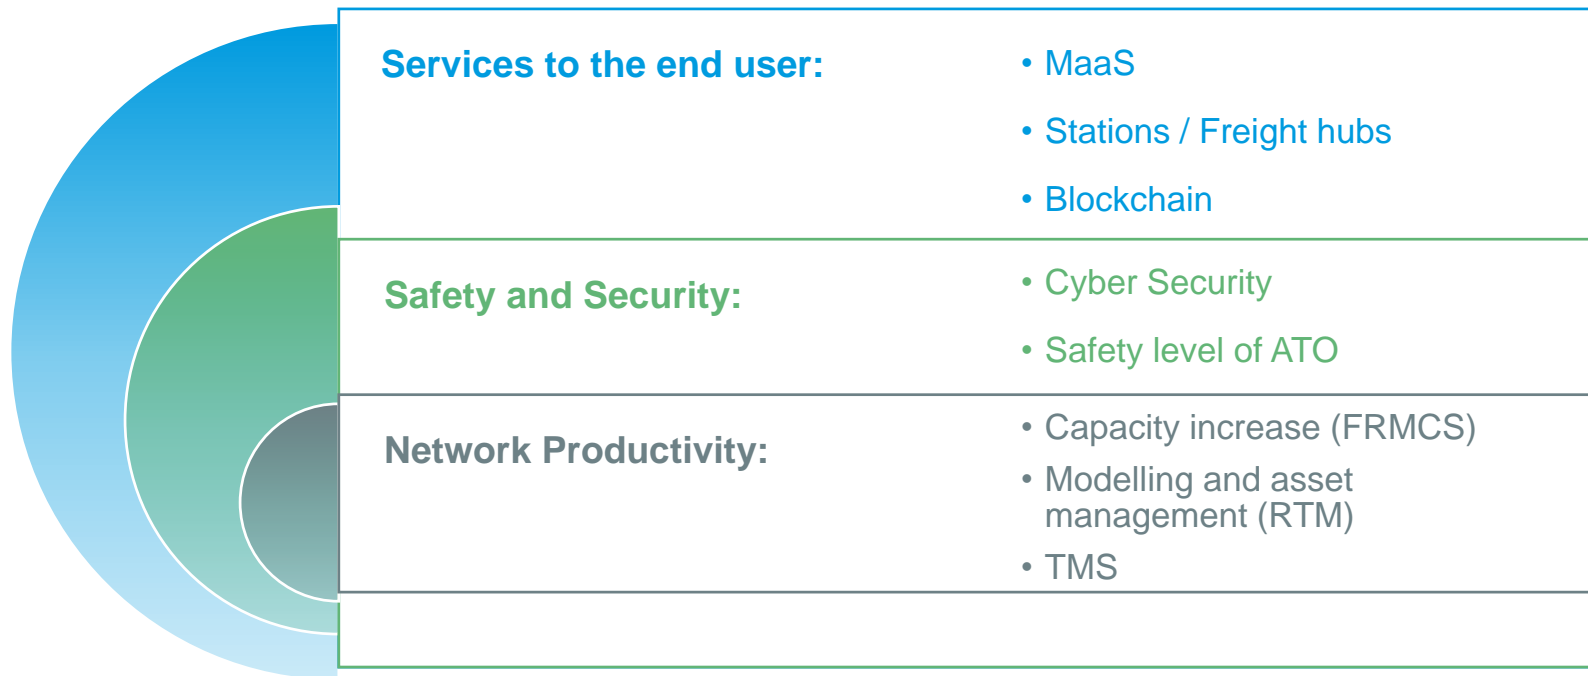 Services to the end user:
• MaaS
• Stations / Freight hubs
• Blockchain
Safety and Security:
• Cyber Security
• Safety level of ATO
Network Productivity:
• Capacity increase (FRMCS)
• Modelling and asset
management (RTM)
• TMS